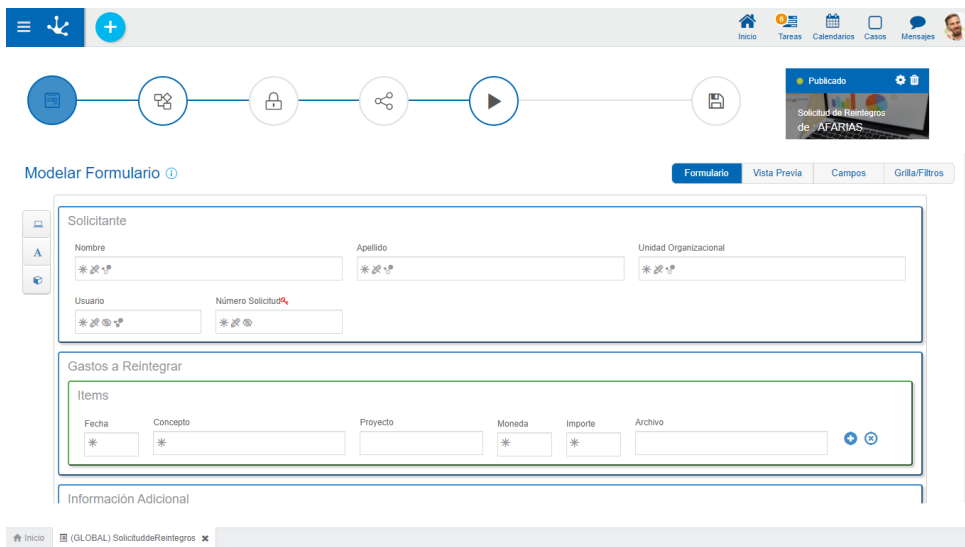 6
Inicio Tareas Calendarios Casos Mensajes
Publicado
Solicitud de Reintegros
de : AFARIAS
Modelar Formulario
Formulario Vista Previa Campos Grilla/Filtros
A
Solicitante
Nombre Apellido Unidad Organizacional
Usuario Número Solicitud
Gastos a Reintegrar
Items
Fecha Concepto Proyecto Moneda Importe Archivo
Información Adicional
Inicio (GLOBAL) SolicituddeReintegros